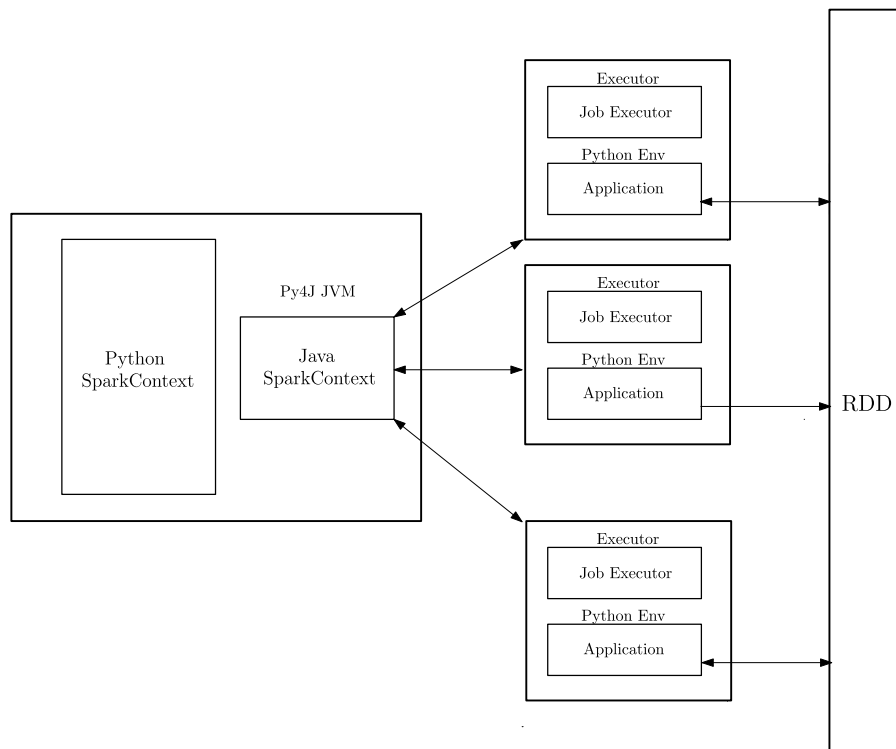 Python
SparkContext
Py4J JVM
Java
SparkContext
Executor
Job Executor
Python Env
Application
Executor
Job Executor
Python Env
Application
Executor
Job Executor
Python Env
Application
RDD